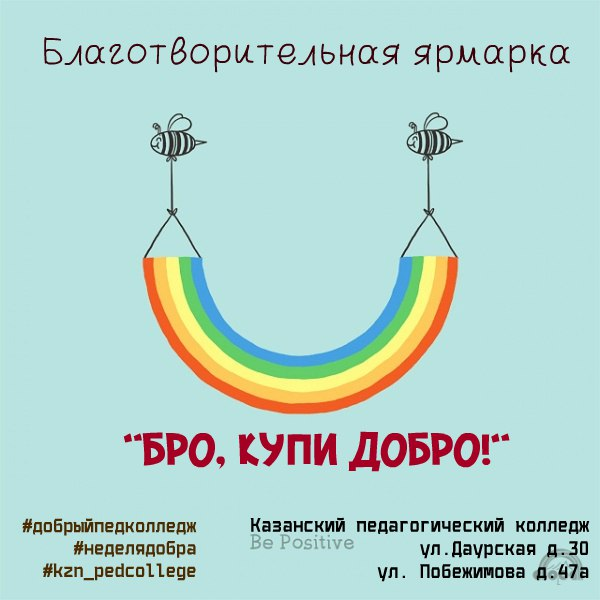 Благотворительная ярмарка
"БРО, КУПИ ДОБРО!"
#добрыйпедколледж
#неделядобра
#kzn_pedcollege
Казанский педагогический колледж
Be Positive
ул.Даурская д.30
ул. Побежимова д.47а